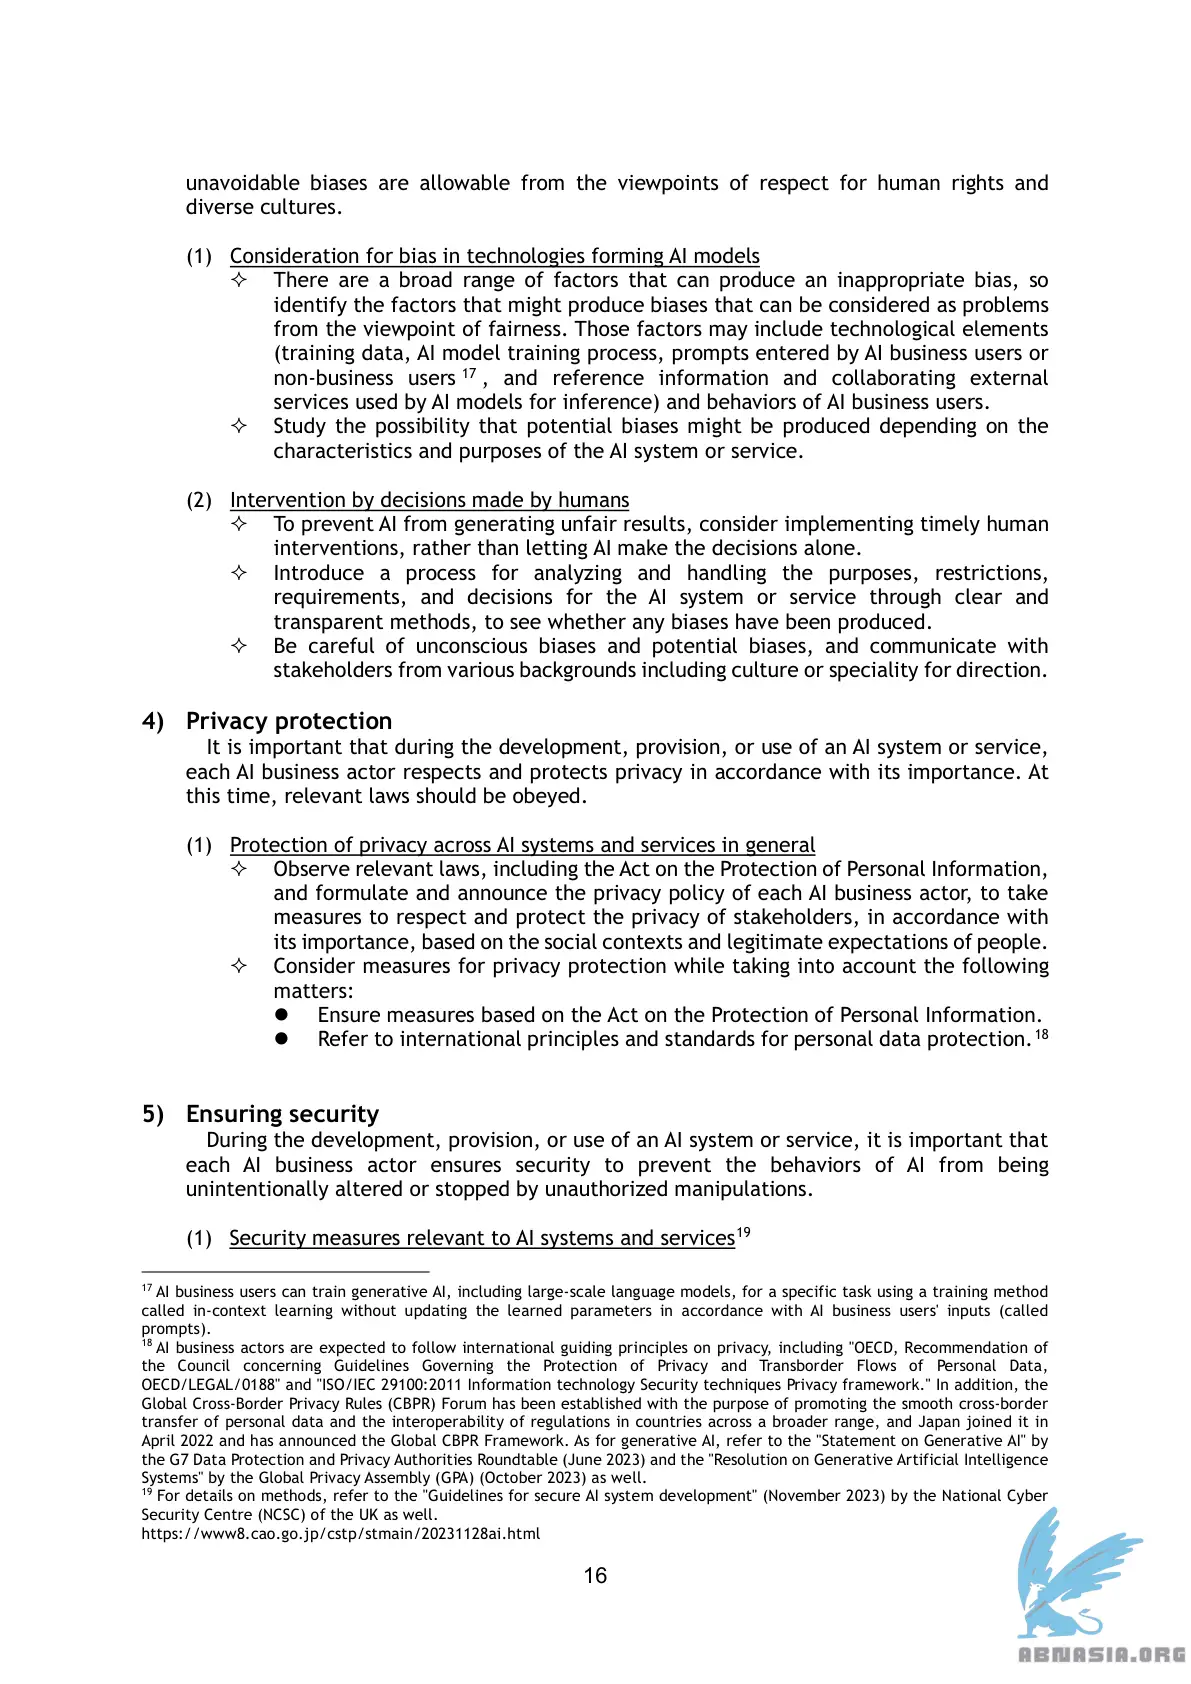 unavoidable biases are allowable from the viewpoints of respect for human rights and
diverse cultures.
(1) Consideration for bias in technologies forming AI models
✧ There are a broad range of factors that can produce an inappropriate bias, so
identify the factors that might produce biases that can be considered as problems
from the viewpoint of fairness. Those factors may include technological elements
(training data, AI model training process, prompts entered by AI business users or
non-business users 17 , and reference information and collaborating external
services used by AI models for inference) and behaviors of AI business users.
✧ Study the possibility that potential biases might be produced depending on the
characteristics and purposes of the AI system or service.
(2) Intervention by decisions made by humans
✧ To prevent AI from generating unfair results, consider implementing timely human
interventions, rather than letting AI make the decisions alone.
✧ Introduce a process for analyzing and handling the purposes, restrictions,
requirements, and decisions for the AI system or service through clear and
transparent methods, to see whether any biases have been produced.
✧ Be careful of unconscious biases and potential biases, and communicate with
stakeholders from various backgrounds including culture or speciality for direction.
4) Privacy protection
It is important that during the development, provision, or use of an AI system or service,
each AI business actor respects and protects privacy in accordance with its importance. At
this time, relevant laws should be obeyed.
(1) Protection of privacy across AI systems and services in general
✧ Observe relevant laws, including the Act on the Protection of Personal Information,
and formulate and announce the privacy policy of each AI business actor, to take
measures to respect and protect the privacy of stakeholders, in accordance with
its importance, based on the social contexts and legitimate expectations of people.
✧ Consider measures for privacy protection while taking into account the following
matters:
● Ensure measures based on the Act on the Protection of Personal Information.
● Refer to international principles and standards for personal data protection.18
5) Ensuring security
During the development, provision, or use of an AI system or service, it is important that
each AI business actor ensures security to prevent the behaviors of AI from being
unintentionally altered or stopped by unauthorized manipulations.
(1) Security measures relevant to AI systems and services19
17 AI business users can train generative AI, including large-scale language models, for a specific task using a training method
called in-context learning without updating the learned parameters in accordance with AI business users' inputs (called
prompts).
18 AI business actors are expected to follow international guiding principles on privacy, including "OECD, Recommendation of
the Council concerning Guidelines Governing the Protection of Privacy and Transborder Flows of Personal Data,
OECD/LEGAL/0188" and "ISO/IEC 29100:2011 Information technology Security techniques Privacy framework." In addition, the
Global Cross-Border Privacy Rules (CBPR) Forum has been established with the purpose of promoting the smooth cross-border
transfer of personal data and the interoperability of regulations in countries across a broader range, and Japan joined it in
April 2022 and has announced the Global CBPR Framework. As for generative AI, refer to the "Statement on Generative AI" by
the G7 Data Protection and Privacy Authorities Roundtable (June 2023) and the "Resolution on Generative Artificial Intelligence
Systems" by the Global Privacy Assembly (GPA) (October 2023) as well.
19 For details on methods, refer to the "Guidelines for secure AI system development" (November 2023) by the National Cyber
Security Centre (NCSC) of the UK as well.
https://www8.cao.go.jp/cstp/stmain/20231128ai.html
16
ABNASIA.ORG